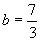 b = 7/3